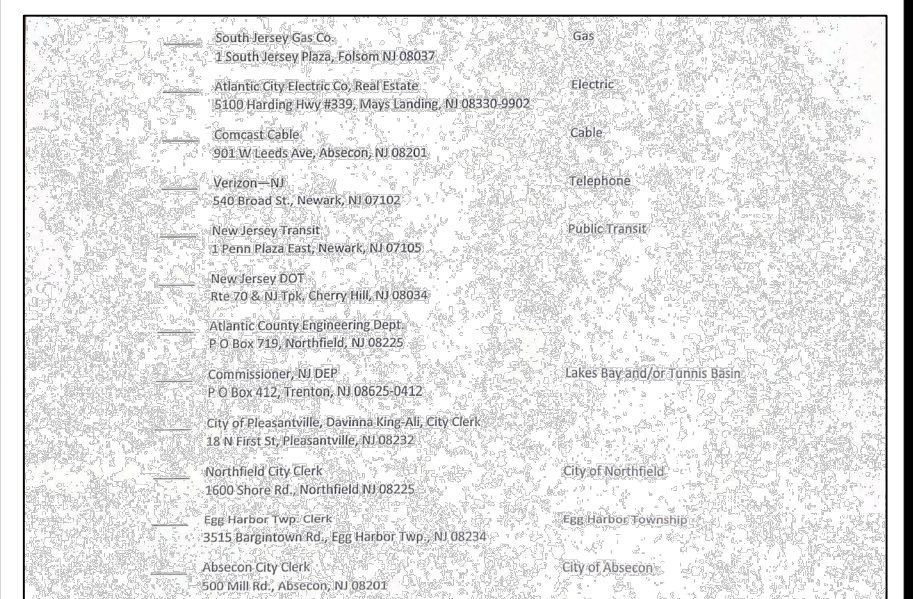 South Jersey Gas Co. Gas
1 South Jersey Plaza, Folsom NJ 08037
Atlantic City Electric Co, Real Estate Electric
5100 Harding Hwy #339, Mays Landing, NJ 08330-9902
Comcast Cable Cable
901 W Leeds Ave, Absecon, NJ 08201
Verizon—NJ Telephone
540 Broad St., Newark, NJ 07102
New Jersey Transit Public Transit
1 Penn Plaza East, Newark, NJ 07105
New Jersey DOT
Rte 70 & NJ Tpk, Cherry Hill, NJ 08034
Atlantic County Engineering Dept.
P O Box 719, Northfield, NJ 08225
Commissioner, NJ DEP Lakes Bay and/or Tunnis Basin
P O Box 412, Trenton, NJ 08625-0412
City of Pleasantville, Davinna King-Ali, City Clerk
18 N First St, Pleasantville, NJ 08232
Northfield City Clerk City of Northfield
1600 Shore Rd., Northfield NJ 08225
Egg Harbor Twp. Clerk Egg Harbor Township
3515 Bargintown Rd., Egg Harbor Twp., NJ 08234
Absecon City Clerk City of Absecon
500 Mill Rd., Absecon, NJ 08201